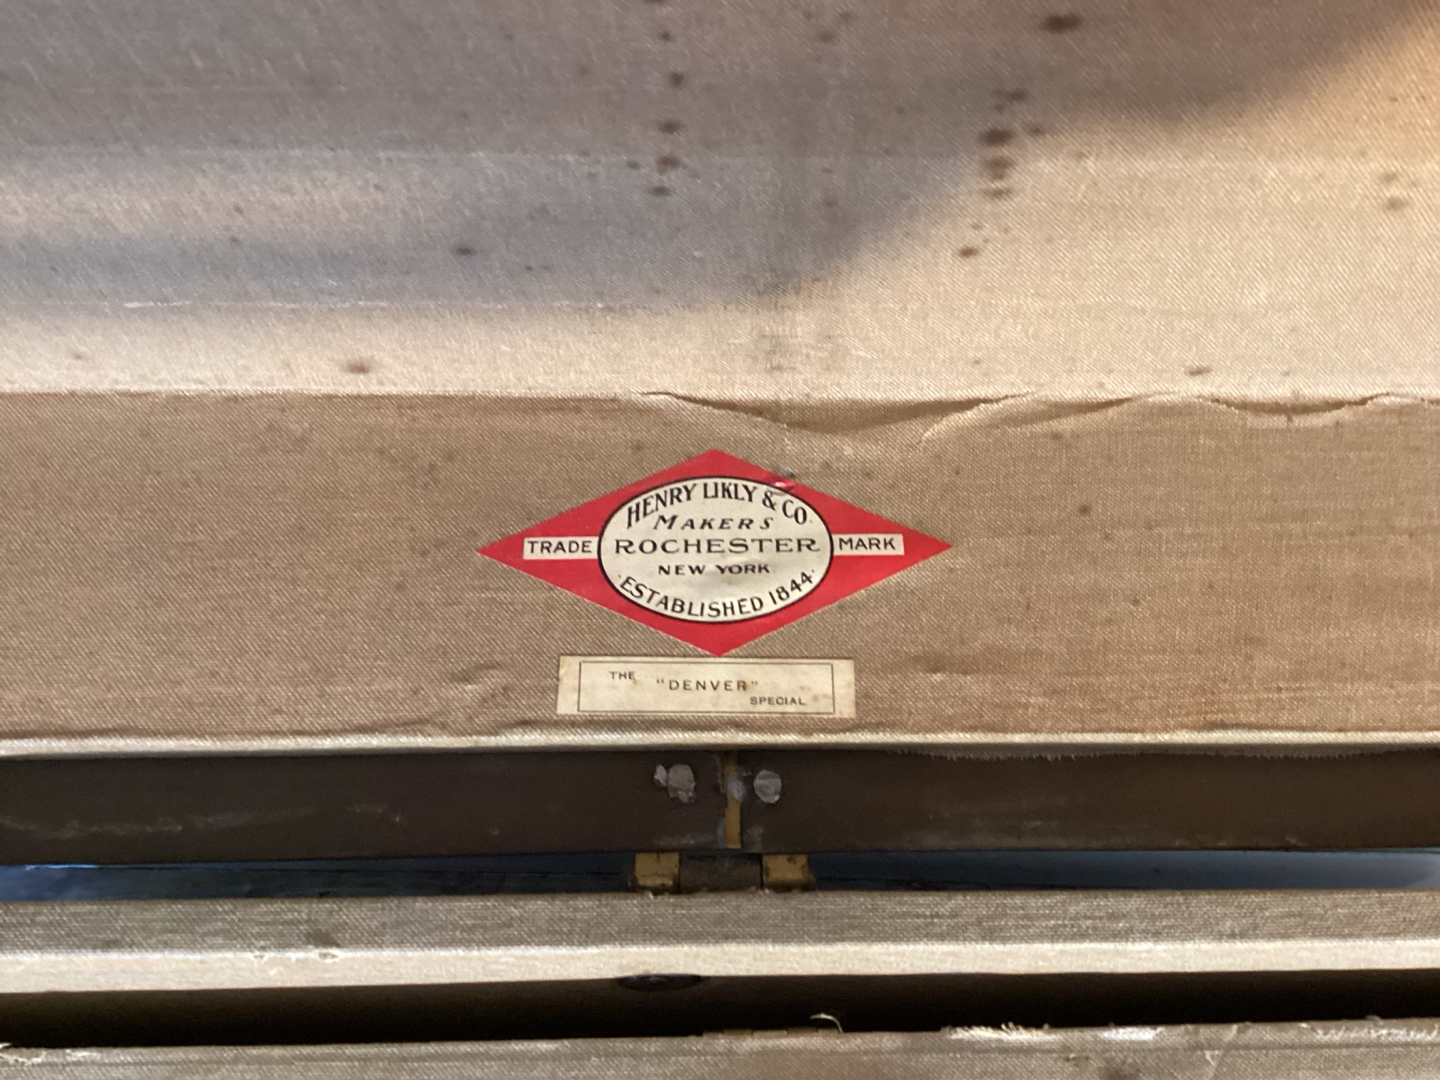 HENRY LIKLY & CO.
MAKERS
TRADE ROCHESTER MARK
NEW YORK
·ESTABLISHED 1844·
THE
"DENVER"
SPECIAL